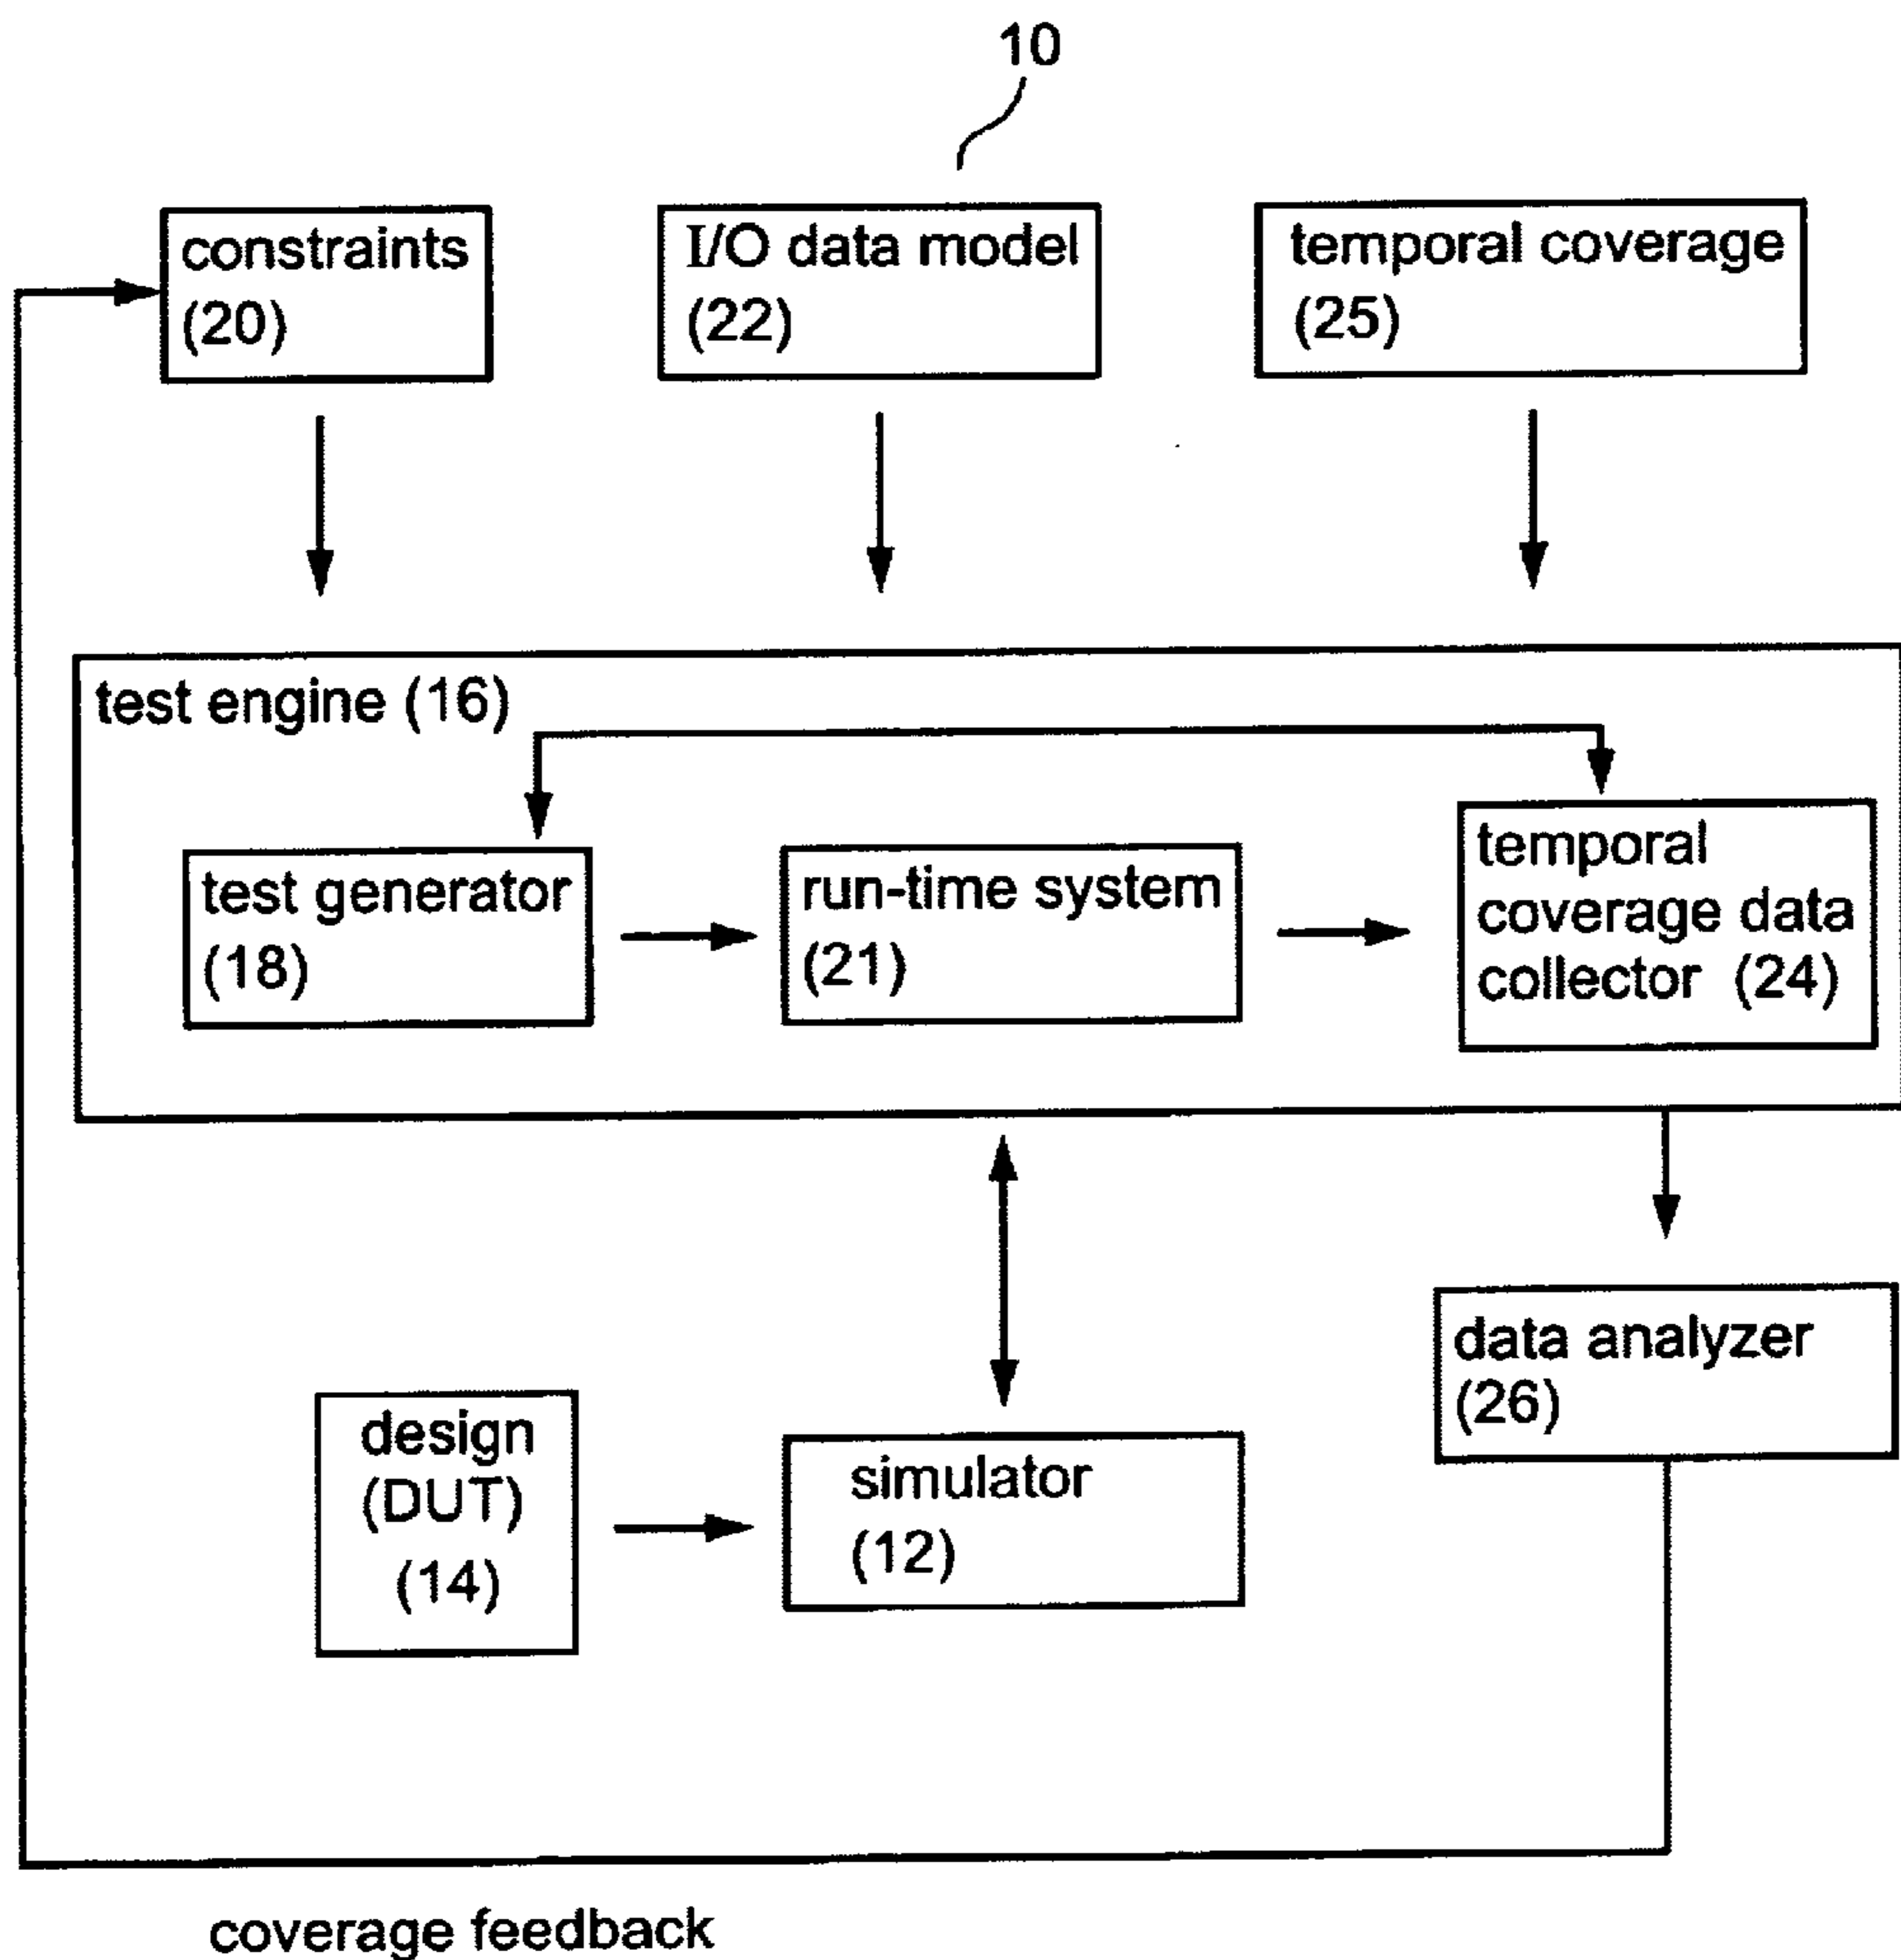 10
constraints
(20)
I/O data model
(22)
temporal coverage
(25)
test engine (16)
test generator
(18)
run-time system
(21)
temporal
coverage data
collector (24)
data analyzer
(26)
design
(DUT)
(14)
simulator
(12)
coverage feedback